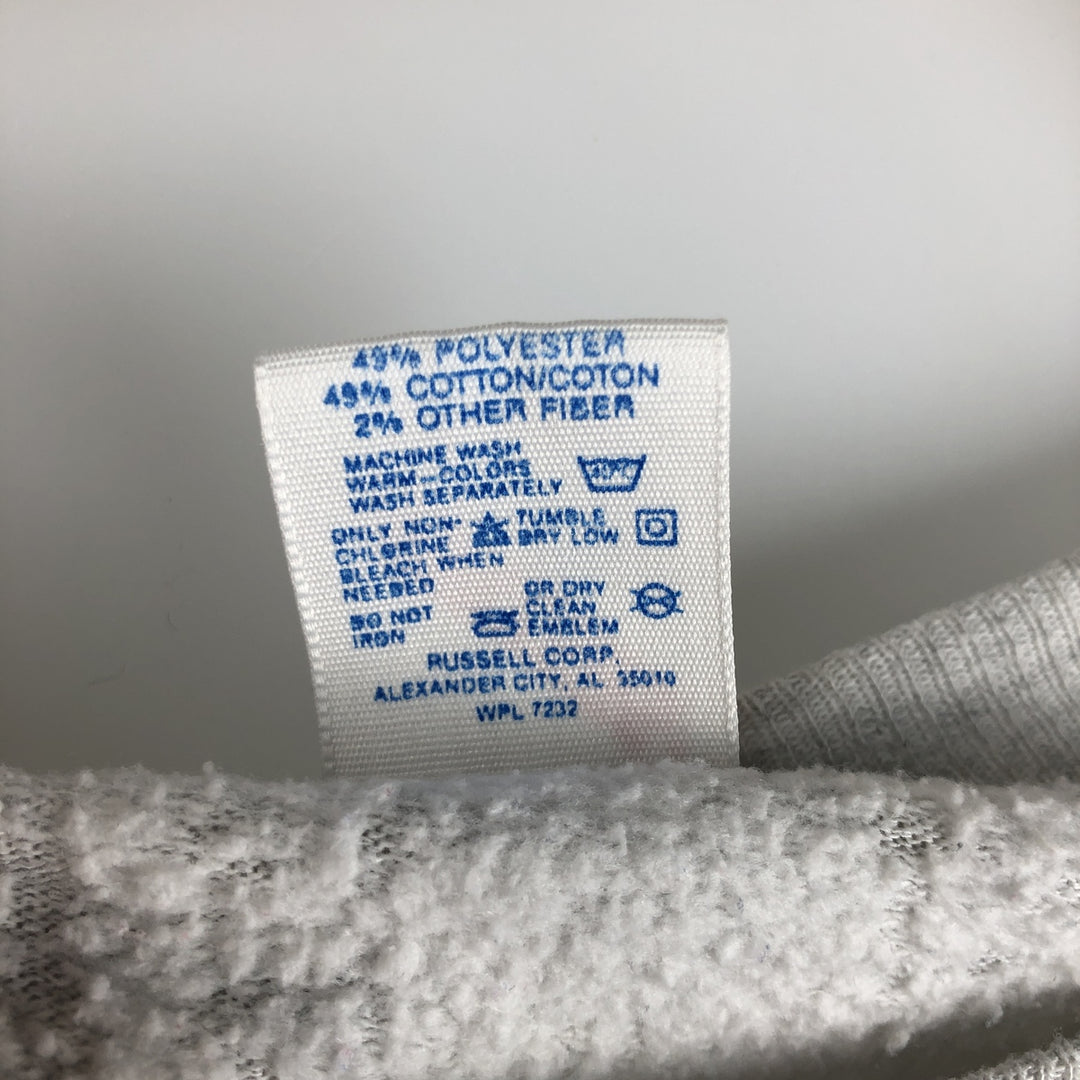 49% POLYESTER
49% COTTON/COTON
2% OTHER FIBER
MACHINE WASH
WARM-COLORS
WASH SEPARATELY
ONLY NON-
CHLORINE
BLEACH WHEN
NEEDED
TUMBLE
DRY LOW
DO NOT
IRON
OR DRY
CLEAN
EMBLEM
RUSSELL CORP.
ALEXANDER CITY, AL 35010
WPL 7232